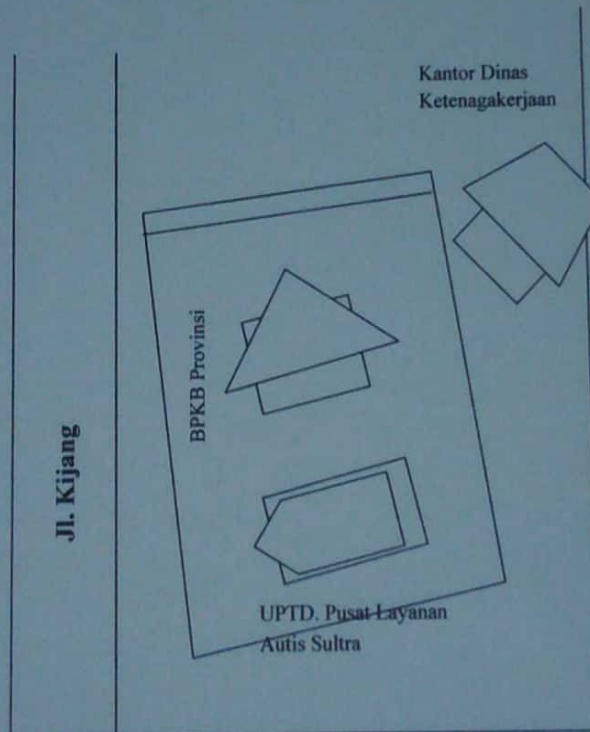 Kantor Dinas
Ketenagakerjaan
BPKB Provinsi
Jl. Kijang
UPTD. Pusat Layanan
Autis Sultra